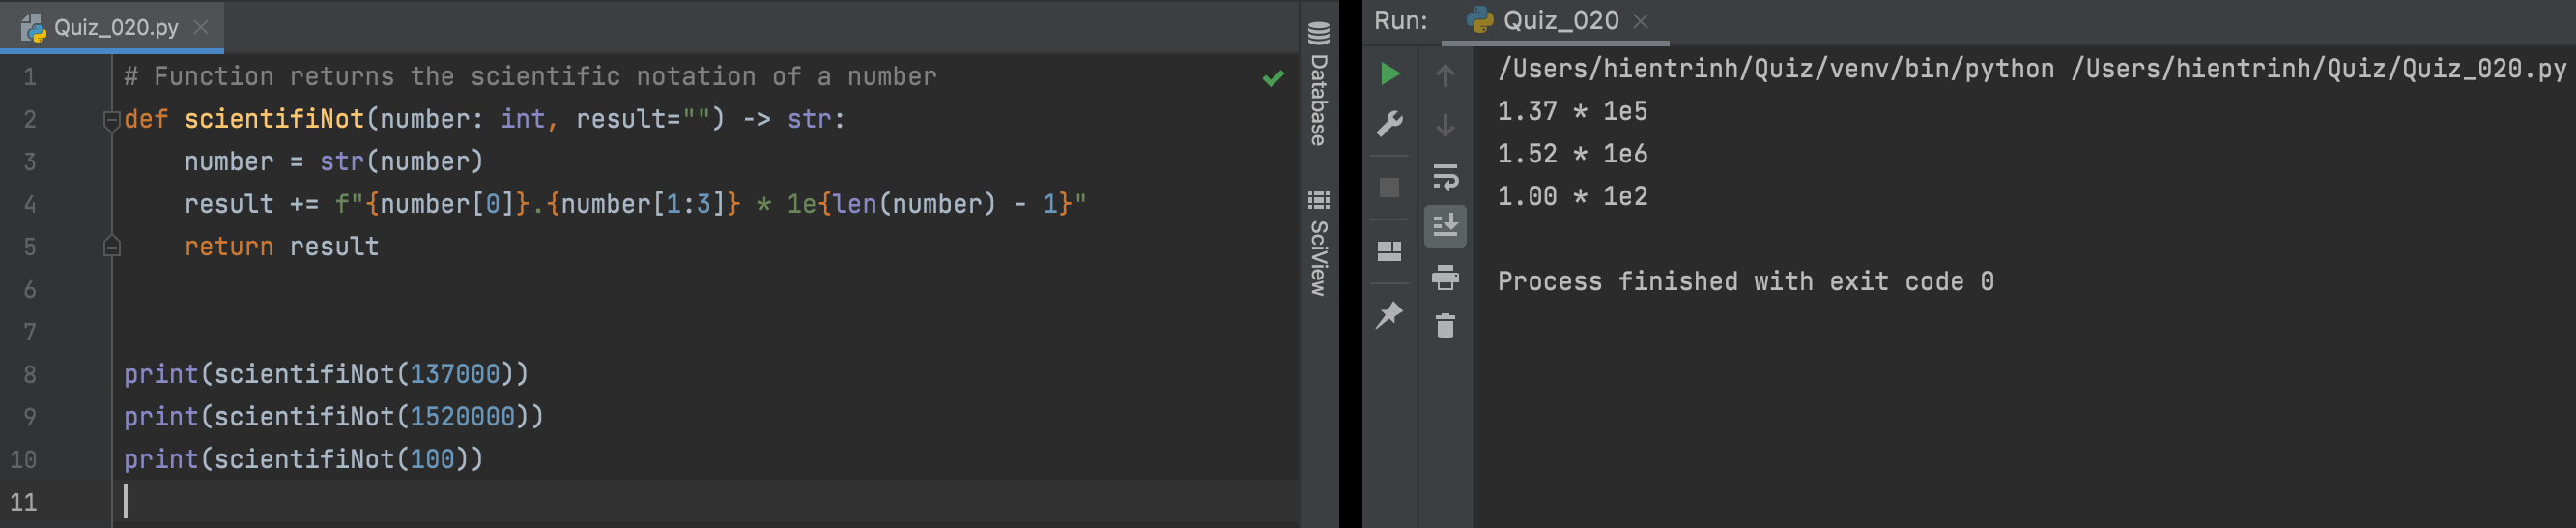 Quiz_020.py
1 # Function returns the scientific notation of a number
2 def scientifiNot(number: int, result="") -> str:
3     number = str(number)
4     result += f"{number[0]}.{number[1:3]} * 1e{len(number) - 1}"
5     return result
6
7
8 print(scientifiNot(137000))
9 print(scientifiNot(1520000))
10 print(scientifiNot(100))
11
Database
SciView
Run: Quiz_020
/Users/hientrinh/Quiz/venv/bin/python /Users/hientrinh/Quiz/Quiz_020.py
1.37 * 1e5
1.52 * 1e6
1.00 * 1e2
Process finished with exit code 0